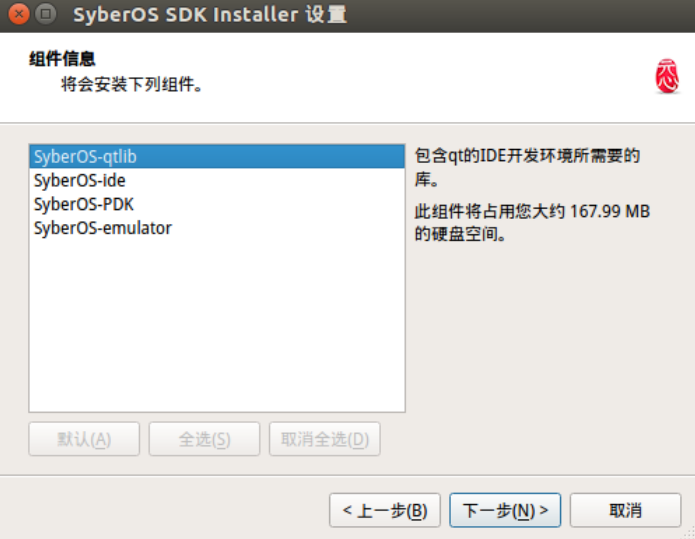 SyberOS SDK Installer 设置
组件信息
将会安装下列组件。
SyberOS-qtlib
SyberOS-ide
SyberOS-PDK
SyberOS-emulator
包含qt的IDE开发环境所需要的
库。
此组件将占用您大约 167.99 MB
的硬盘空间。
默认(A)
全选(S)
取消全选(D)
< 上一步(B)
下一步(N) >
取消